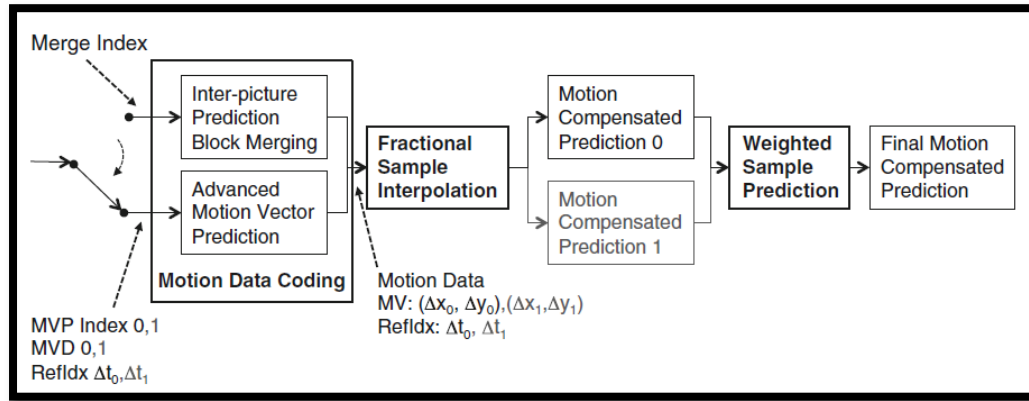 Merge Index
Inter-picture
Prediction
Block Merging
Advanced
Motion Vector
Prediction
Motion Data Coding
MVP Index 0,1
MVD 0,1
RefIdx Δt₀,Δt₁
Fractional
Sample
Interpolation
Motion Data
MV: (Δx₀, Δy₀),(Δx₁,Δy₁)
RefIdx: Δt₀, Δt₁
Motion
Compensated
Prediction 0
Motion
Compensated
Prediction 1
Weighted
Sample
Prediction
Final Motion
Compensated
Prediction